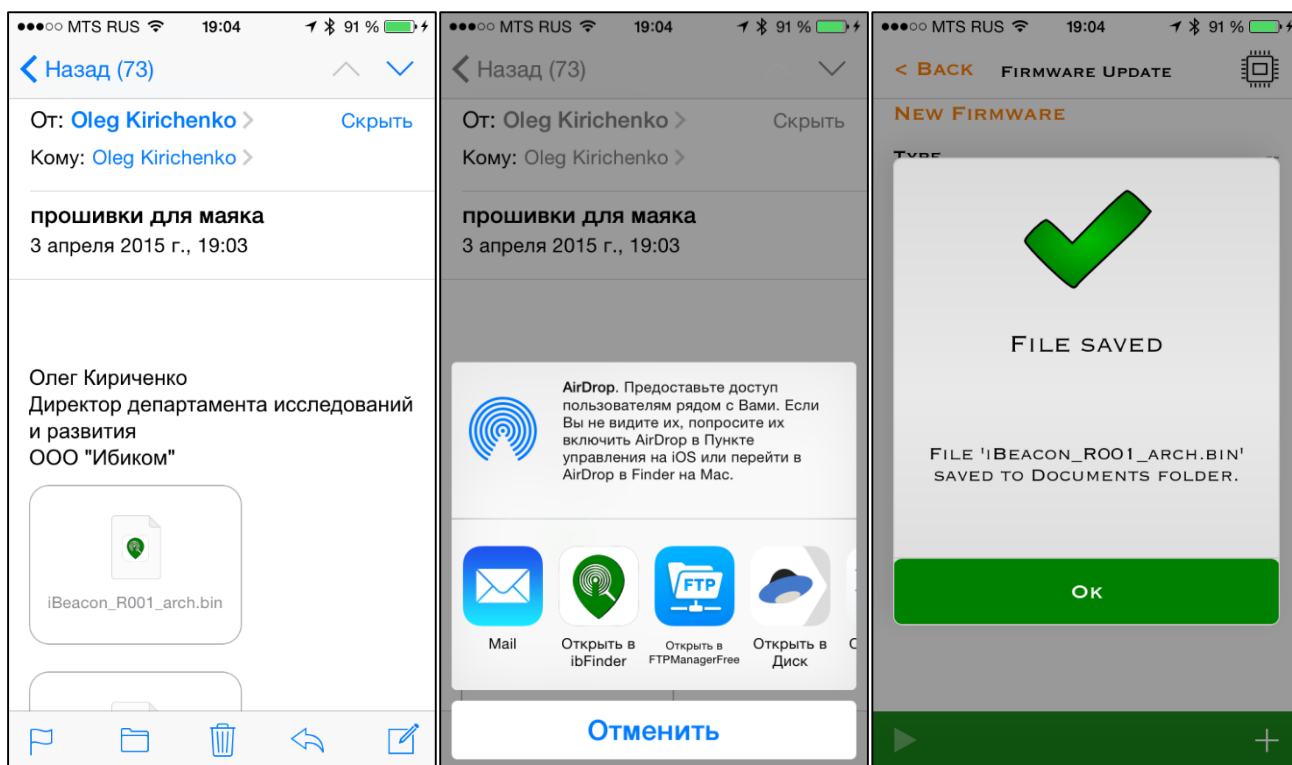 MTS RUS 19:04 91 %
Назад (73)
От: Oleg Kirichenko
Скрыть
Кому: Oleg Kirichenko
прошивки для маяка
3 апреля 2015 г., 19:03
Олег Кириченко
Директор департамента исследований
и развития
ООО "Ибиком"
iBeacon_R001_arch.bin
MTS RUS 19:04 91 %
Назад (73)
От: Oleg Kirichenko
Скрыть
Кому: Oleg Kirichenko
прошивки для маяка
3 апреля 2015 г., 19:03
AirDrop. Предоставьте доступ
пользователям рядом с Вами. Если
Вы не видите их, попросите их
включить AirDrop в Пункте
управления на iOS или перейти в
AirDrop в Finder на Mac.
FTP
Mail
Открыть в
ibFinder
Открыть в
FTPManagerFree
Открыть в
Диск
Отменить
MTS RUS 19:04 91 %
< Back Firmware Update
New Firmware
Type
File saved
File 'iBeacon_R001_arch.bin'
saved to Documents folder.
Ok